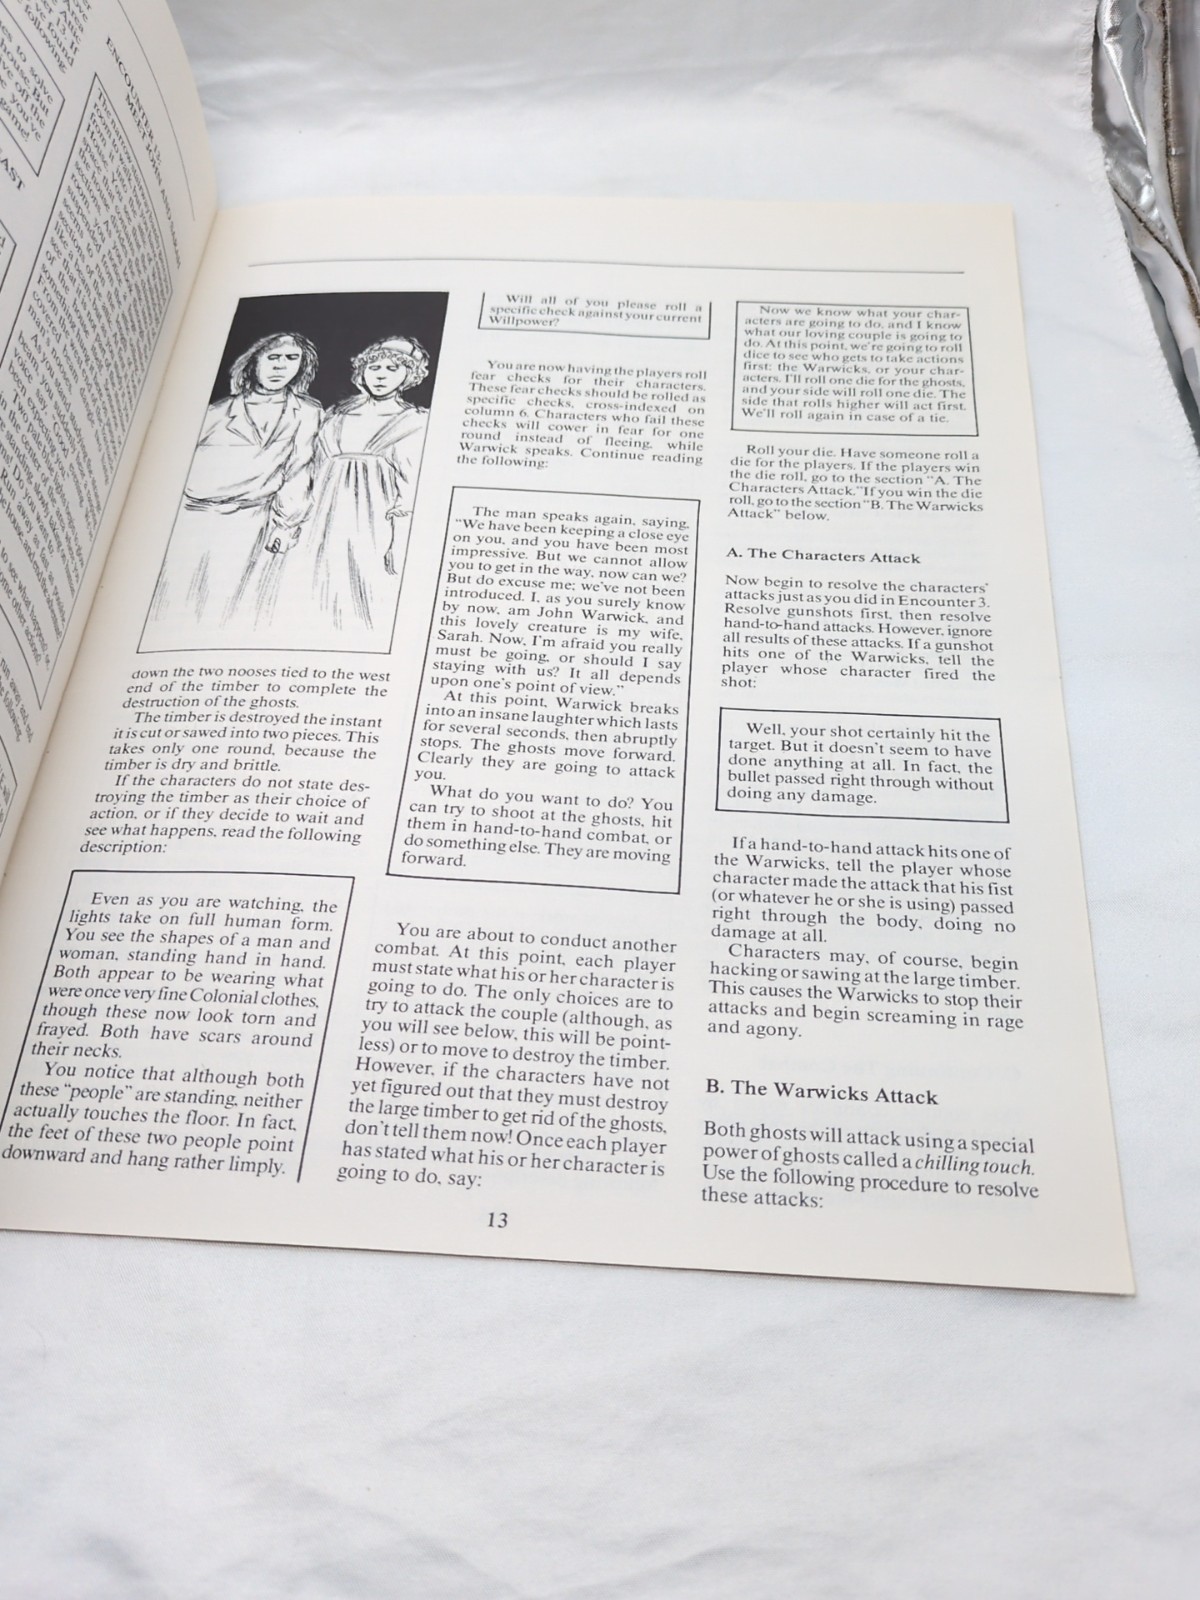 ENCOUNTER 13:
MEET JOHN AND SARAH
down the two nooses tied to the west
end of the timber to complete the
destruction of the ghosts.
The timber is destroyed the instant
it is cut or sawed into two pieces. This
takes only one round, because the
timber is dry and brittle.
If the characters do not state des-
troying the timber as their choice of
action, or if they decide to wait and
see what happens, read the following
description:
Even as you are watching, the
lights take on full human form.
You see the shapes of a man and
woman, standing hand in hand.
Both appear to be wearing what
were once very fine Colonial clothes,
though these now look torn and
frayed. Both have scars around
their necks.
You notice that although both
these "people" are standing, neither
actually touches the floor. In fact,
the feet of these two people point
downward and hang rather limply.
Will all of you please roll a
specific check against your current
Willpower?
You are now having the players roll
fear checks for their characters.
These fear checks should be rolled as
specific checks, cross-indexed on
column 6. Characters who fail these
checks will cower in fear for one
round instead of fleeing, while
Warwick speaks. Continue reading
the following:
The man speaks again, saying,
"We have been keeping a close eye
on you, and you have been most
impressive. But we cannot allow
you to get in the way, now can we?
But do excuse me; we've not been
introduced. I, as you surely know
by now, am John Warwick, and
this lovely creature is my wife,
Sarah. Now, I'm afraid you really
must be going, or should I say
staying with us? It all depends
upon one's point of view."
At this point, Warwick breaks
into an insane laughter which lasts
for several seconds, then abruptly
stops. The ghosts move forward.
Clearly they are going to attack
you.
What do you want to do? You
can try to shoot at the ghosts, hit
them in hand-to-hand combat, or
do something else. They are moving
forward.
You are about to conduct another
combat. At this point, each player
must state what his or her character is
going to do. The only choices are to
try to attack the couple (although, as
you will see below, this will be point-
less) or to move to destroy the timber.
However, if the characters have not
yet figured out that they must destroy
the large timber to get rid of the ghosts,
don't tell them now! Once each player
has stated what his or her character is
going to do, say:
Now we know what your char-
acters are going to do, and I know
what our loving couple is going to
do. At this point, we're going to roll
dice to see who gets to take actions
first: the Warwicks, or your char-
acters. I'll roll one die for the ghosts,
and your side will roll one die. The
side that rolls higher will act first.
We'll roll again in case of a tie.
Roll your die. Have someone roll a
die for the players. If the players win
the die roll, go to the section "A. The
Characters Attack." If you win the die
roll, go to the section "B. The Warwicks
Attack" below.
A. The Characters Attack
Now begin to resolve the characters'
attacks just as you did in Encounter 3.
Resolve gunshots first, then resolve
hand-to-hand attacks. However, ignore
all results of these attacks. If a gunshot
hits one of the Warwicks, tell the
player whose character fired the
shot:
Well, your shot certainly hit the
target. But it doesn't seem to have
done anything at all. In fact, the
bullet passed right through without
doing any damage.
If a hand-to-hand attack hits one of
the Warwicks, tell the player whose
character made the attack that his fist
(or whatever he or she is using) passed
right through the body, doing no
damage at all.
Characters may, of course, begin
hacking or sawing at the large timber.
This causes the Warwicks to stop their
attacks and begin screaming in rage
and agony.
B. The Warwicks Attack
Both ghosts will attack using a special
power of ghosts called a chilling touch.
Use the following procedure to resolve
these attacks:
13